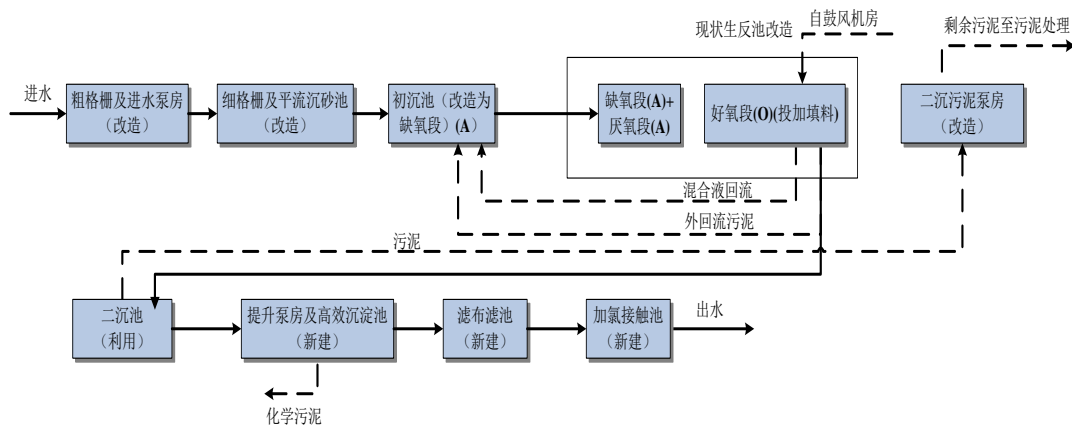 自鼓风机房
现状生反池改造
剩余污泥至污泥处理
进水
粗格栅及进水泵房
（改造）
细格栅及平流沉砂池
（改造）
初沉池（改造为
缺氧段）(A)
缺氧段(A)+
厌氧段(A)
好氧段(O)(投加填料)
二沉污泥泵房
（改造）
混合液回流
外回流污泥
污泥
二沉池
（利用）
提升泵房及高效沉淀池
（新建）
滤布滤池
（新建）
加氯接触池
（新建）
出水
化学污泥